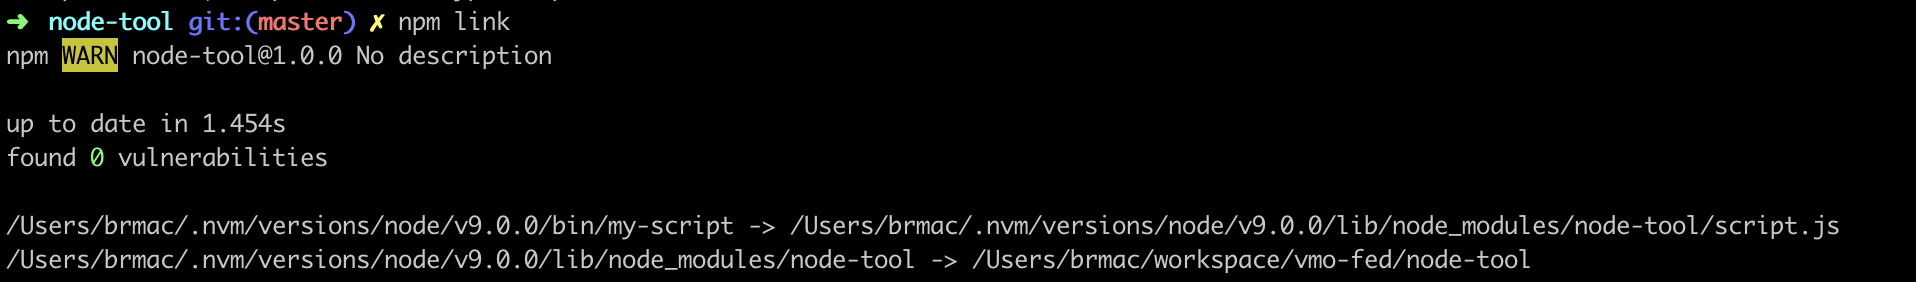 ➜ node-tool git:(master) ✗ npm link
npm WARN node-tool@1.0.0 No description
up to date in 1.454s
found 0 vulnerabilities
/Users/brmac/.nvm/versions/node/v9.0.0/bin/my-script -> /Users/brmac/.nvm/versions/node/v9.0.0/lib/node_modules/node-tool/script.js
/Users/brmac/.nvm/versions/node/v9.0.0/lib/node_modules/node-tool -> /Users/brmac/workspace/vmo-fed/node-tool